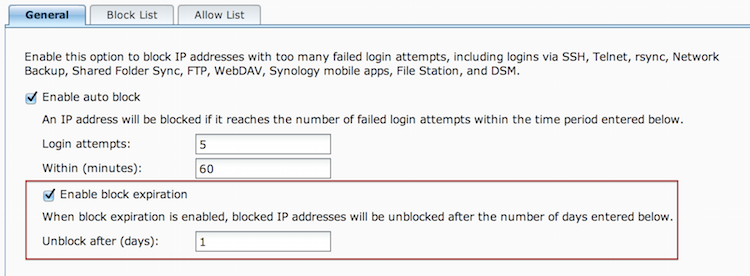 General
Block List
Allow List
Enable this option to block IP addresses with too many failed login attempts, including logins via SSH, Telnet, rsync, Network
Backup, Shared Folder Sync, FTP, WebDAV, Synology mobile apps, File Station, and DSM.
Enable auto block
An IP address will be blocked if it reaches the number of failed login attempts within the time period entered below.
Login attempts: 5
Within (minutes): 60
Enable block expiration
When block expiration is enabled, blocked IP addresses will be unblocked after the number of days entered below.
Unblock after (days): 1